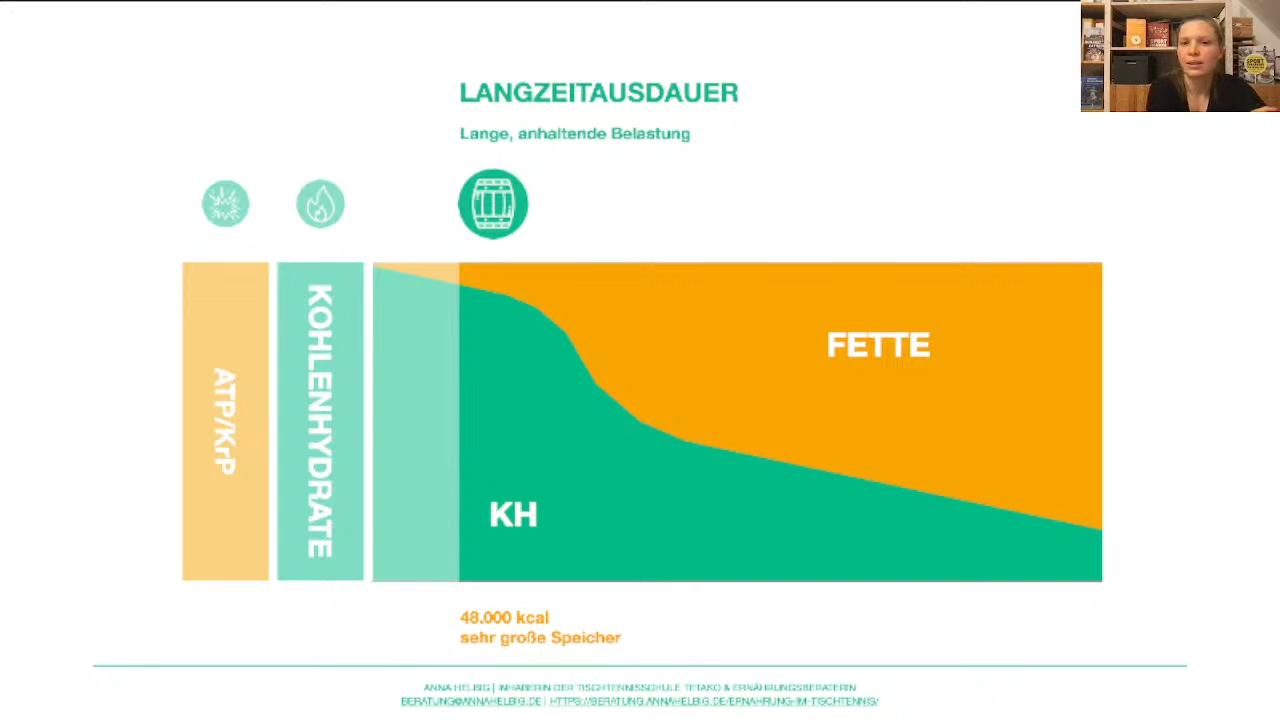 LANGZEITAUSDAUER
Lange, anhaltende Belastung
ATP/KrP
KOHLENHYDRATE
FETTE
KH
48.000 kcal
sehr große Speicher
ANNA HELBIG | INHABERIN DER TISCHTENNISSCHULE TETAKO & ERNÄHRUNGSBERATERIN
BERATUNG@ANNAHELBIG.DE | HTTPS://BERATUNG.ANNAHELBIG.DE/ERNAHRUNG-IM-TISCHTENNIS/
SPORT